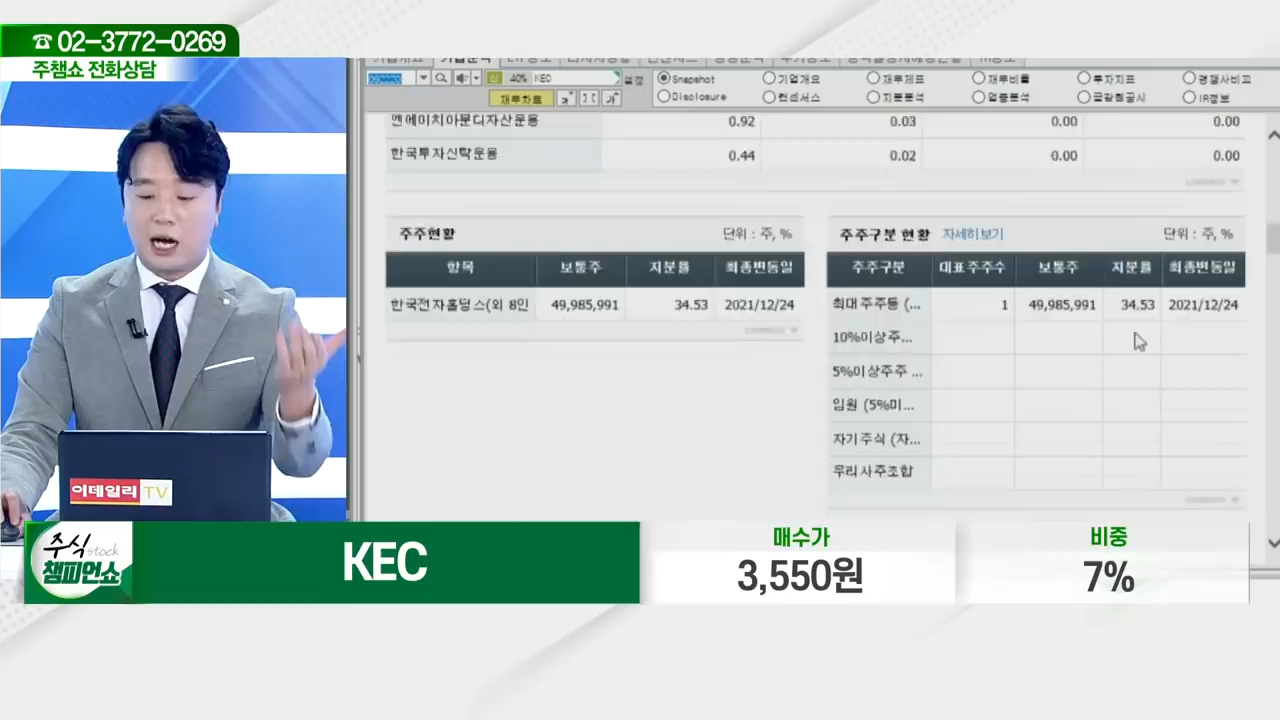 ☎ 02-3772-0269
주챔쇼 전화상담
40% KEC 설정
재무차트
Snapshot 기업개요 재무제표 재무비율 투자지표 경쟁사비교
Disclosure 컨센서스 지분분석 업종분석 금감원공시 IR정보
엔에이치아문디자산운용 0.92 0.03 0.00 0.00
한국투자신탁운용 0.44 0.02 0.00 0.00
주주현황 단위 : 주, %
항목 보통주 지분율 최종변동일
한국전자홀딩스(외 8인 49,985,991 34.53 2021/12/24
주주구분 현황 자세히보기 단위 : 주, %
주주구분 대표주주수 보통주 지분율 최종변동일
최대주주등 (... 1 49,985,991 34.53 2021/12/24
10%이상주...
5%이상주주 ...
임원 (5%미...
자기주식 (자...
우리사주조합
이데일리 TV
주식 stock
챔피언쇼
KEC
매수가
3,550원
비중
7%